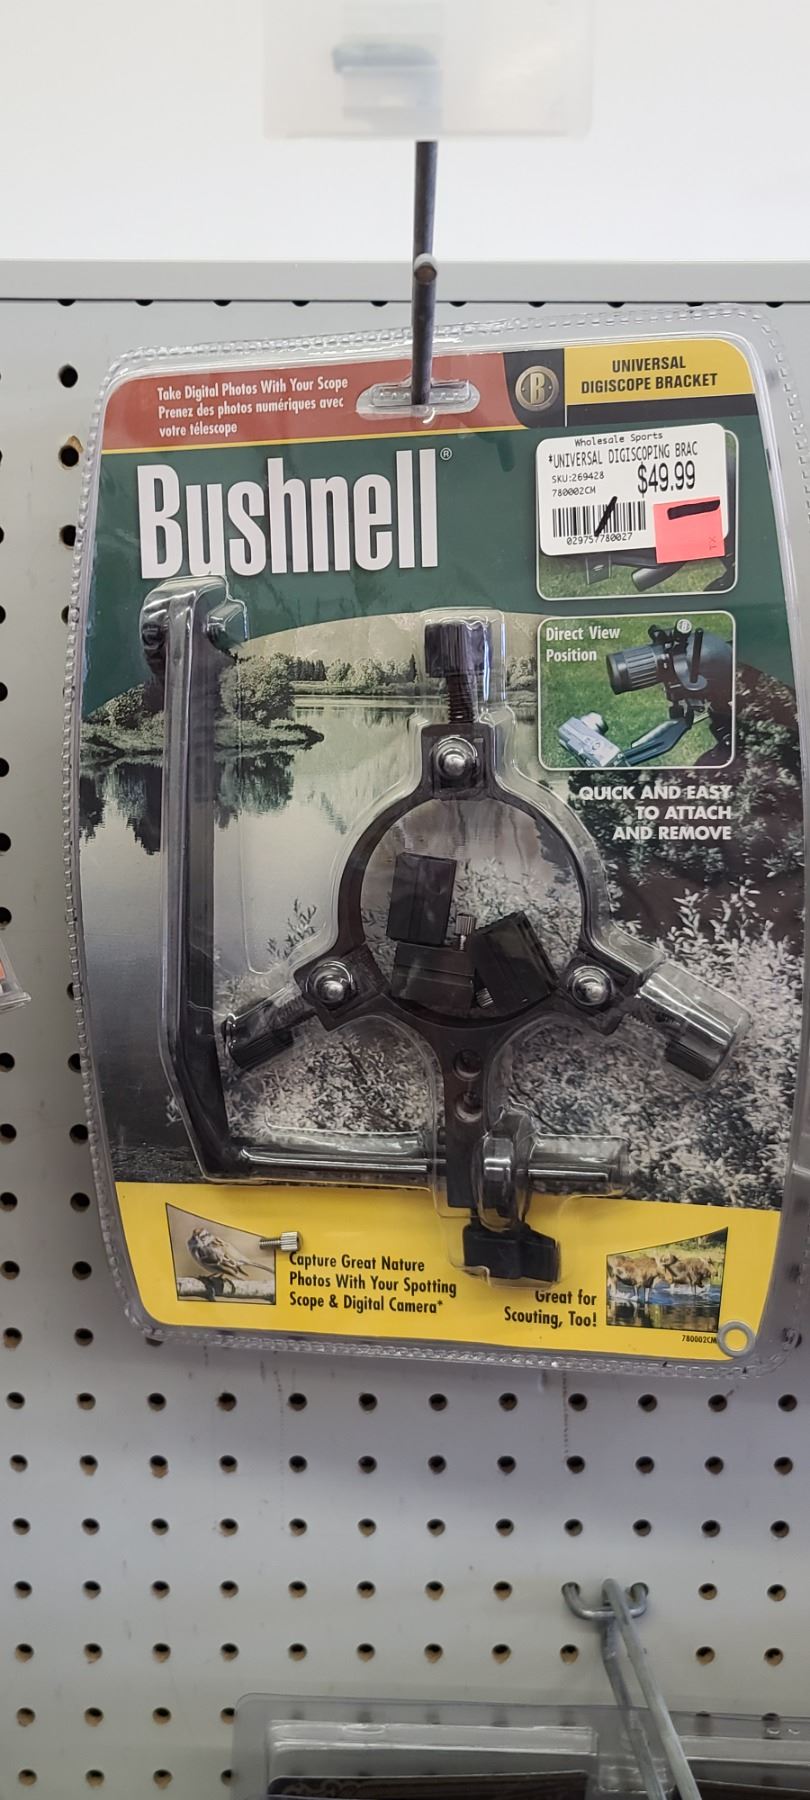 Take Digital Photos With Your Scope
Prenez des photos numériques avec
votre télescope
B
UNIVERSAL
DIGISCOPE BRACKET
Bushnell®
Wholesale Sports
*UNIVERSAL DIGISCOPING BRAC
SKU:269428
$49.99
780002CM
029757780027
TX
Direct View
Position
QUICK AND EASY
TO ATTACH
AND REMOVE
Capture Great Nature
Photos With Your Spotting
Scope & Digital Camera*
Great for
Scouting, Too!
780002CM